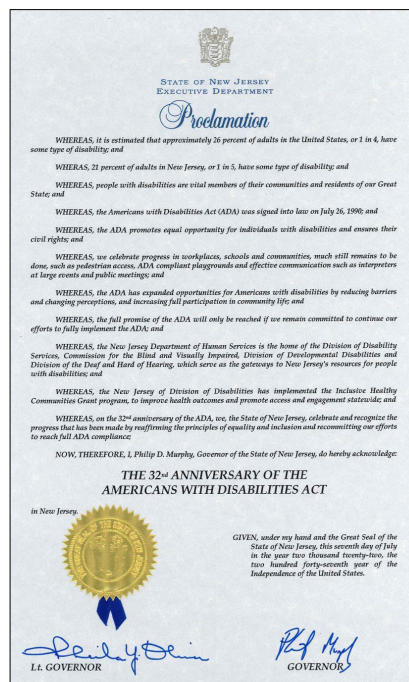 STATE OF NEW JERSEY
EXECUTIVE DEPARTMENT
Proclamation
WHEREAS, it is estimated that approximately 26 percent of adults in the United States, or 1 in 4, have
some type of disability; and
WHERAS, 21 percent of adults in New Jersey, or 1 in 5, have some type of disability; and
WHEREAS, people with disabilities are vital members of their communities and residents of our Great
State; and
WHEREAS, the Americans with Disabilities Act (ADA) was signed into law on July 26, 1990; and
WHEREAS, the ADA promotes equal opportunity for individuals with disabilities and ensures their
civil rights; and
WHEREAS, we celebrate progress in workplaces, schools and communities, much still remains to be
done, such as pedestrian access, ADA compliant playgrounds and effective communication such as interpreters
at large events and public meetings; and
WHEREAS, the ADA has expanded opportunities for Americans with disabilities by reducing barriers
and changing perceptions, and increasing full participation in community life; and
WHEREAS, the full promise of the ADA will only be reached if we remain committed to continue our
efforts to fully implement the ADA; and
WHEREAS, the New Jersey Department of Human Services is the home of the Division of Disability
Services, Commission for the Blind and Visually Impaired, Division of Developmental Disabilities and
Division of the Deaf and Hard of Hearing, which serve as the gateways to New Jersey's resources for people
with disabilities; and
WHEREAS, the New Jersey of Division of Disabilities has implemented the Inclusive Healthy
Communities Grant program, to improve health outcomes and promote access and engagement statewide; and
WHEREAS, on the 32nd anniversary of the ADA, we, the State of New Jersey, celebrate and recognize the
progress that has been made by reaffirming the principles of equality and inclusion and recommitting our efforts
to reach full ADA compliance;
NOW, THEREFORE, I, Philip D. Murphy, Governor of the State of New Jersey, do hereby acknowledge:
THE 32nd ANNIVERSARY OF THE
AMERICANS WITH DISABILITIES ACT
in New Jersey.
GIVEN, under my hand and the Great Seal of the
State of New Jersey, this seventh day of July
in the year two thousand twenty-two, the
two hundred forty-seventh year of the
Independence of the United States.
Lt. GOVERNOR
GOVERNOR